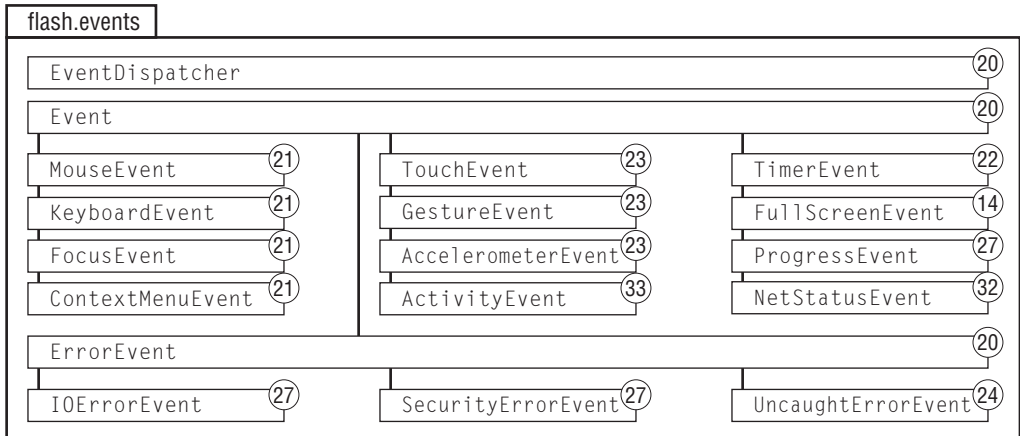 flash.events
EventDispatcher 20
Event 20
MouseEvent 21
TouchEvent 23
TimerEvent 22
KeyboardEvent 21
GestureEvent 23
FullScreenEvent 14
FocusEvent 21
AccelerometerEvent 23
ProgressEvent 27
ContextMenuEvent 21
ActivityEvent 33
NetStatusEvent 32
ErrorEvent 20
IOErrorEvent 27
SecurityErrorEvent 27
UncaughtErrorEvent 24